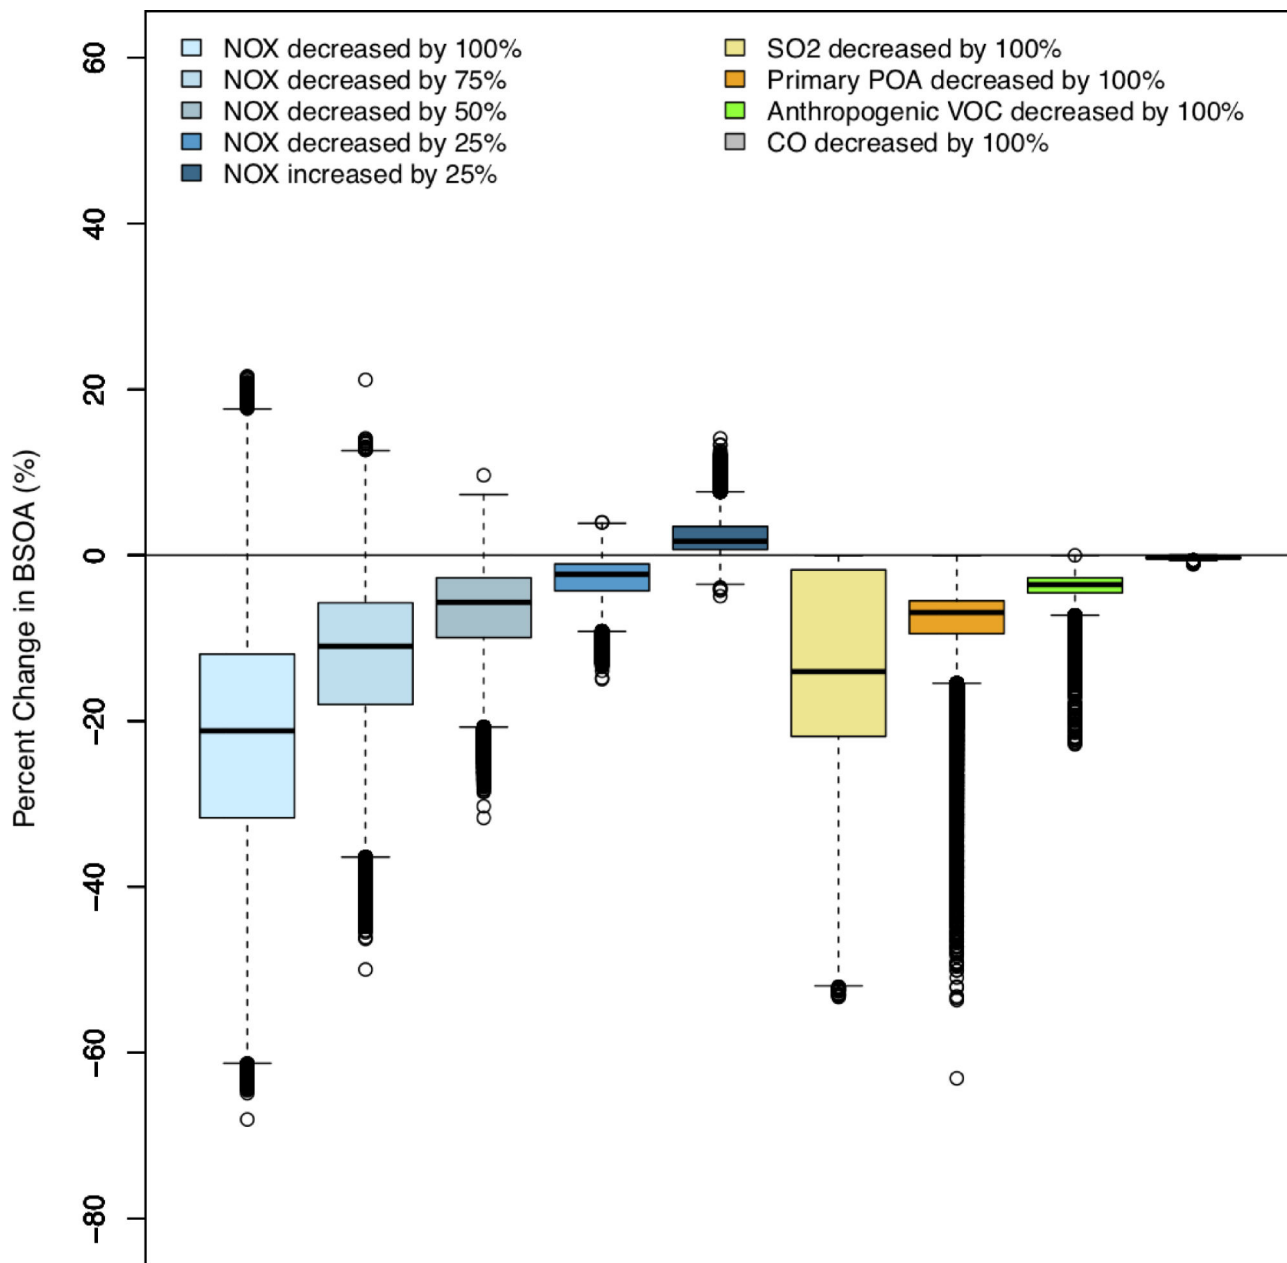 NOX decreased by 100%
NOX decreased by 75%
NOX decreased by 50%
NOX decreased by 25%
NOX increased by 25%
SO2 decreased by 100%
Primary POA decreased by 100%
Anthropogenic VOC decreased by 100%
CO decreased by 100%
Percent Change in BSOA (%)
60
40
20
0
−20
−40
−60
−80